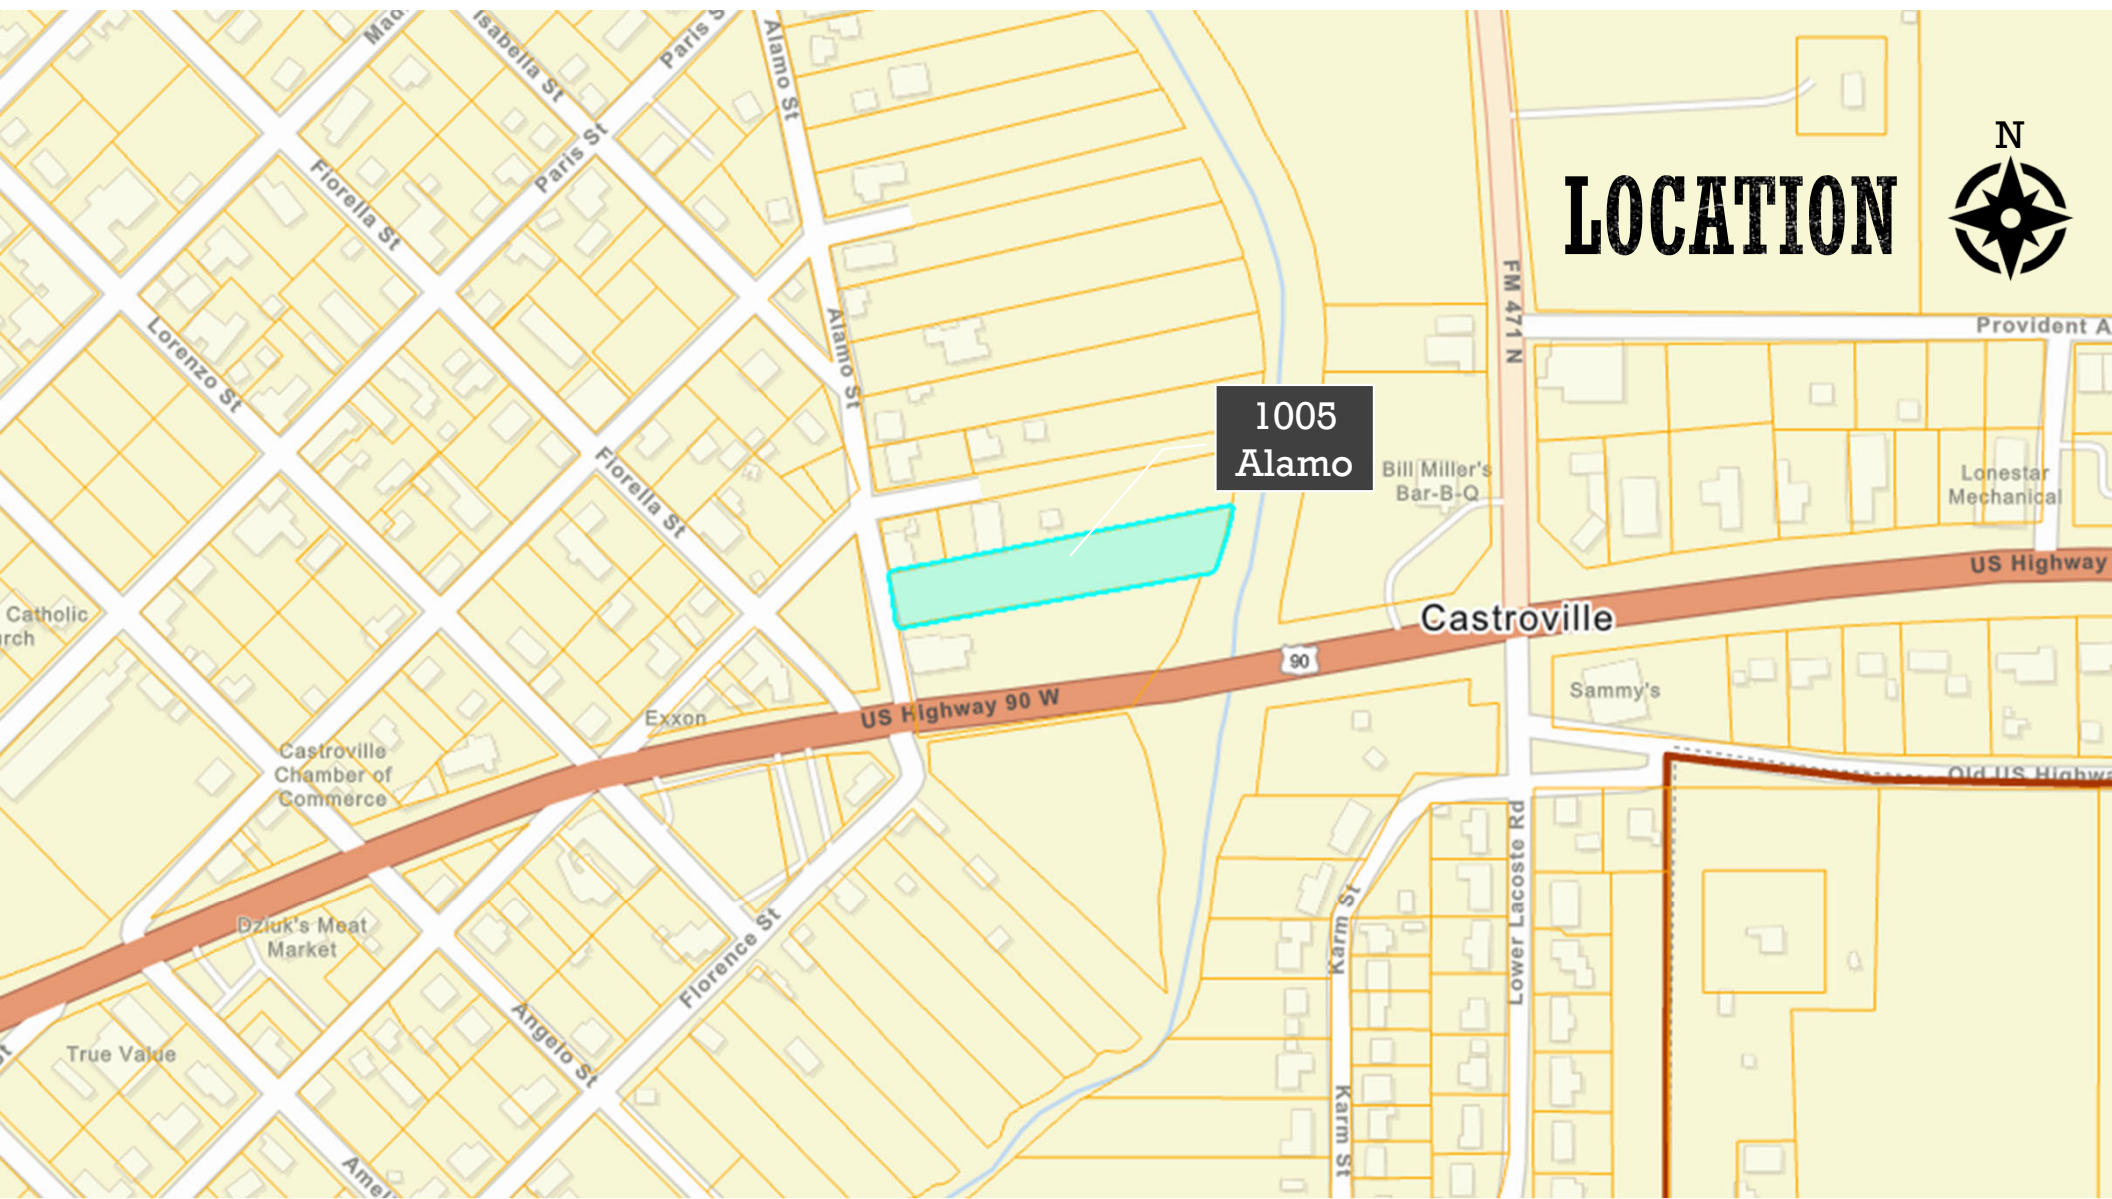 Mad
Isabella St
Paris S
Alamo St
N
LOCATION
Paris St
Fiorella St
FM 471 N
Provident A
Lorenzo St
Alamo St
1005
Alamo
Fiorella St
Bill Miller's
Bar-B-Q
Lonestar
Mechanical
US Highway
Catholic
urch
Castroville
90
Sammy's
US Highway 90 W
Exxon
Castroville
Chamber of
Commerce
Old US Highwa
Lower Lacoste Rd
Karm St
Dziuk's Meat
Market
Florence St
Angelo St
True Value
St
Karm St
Amel